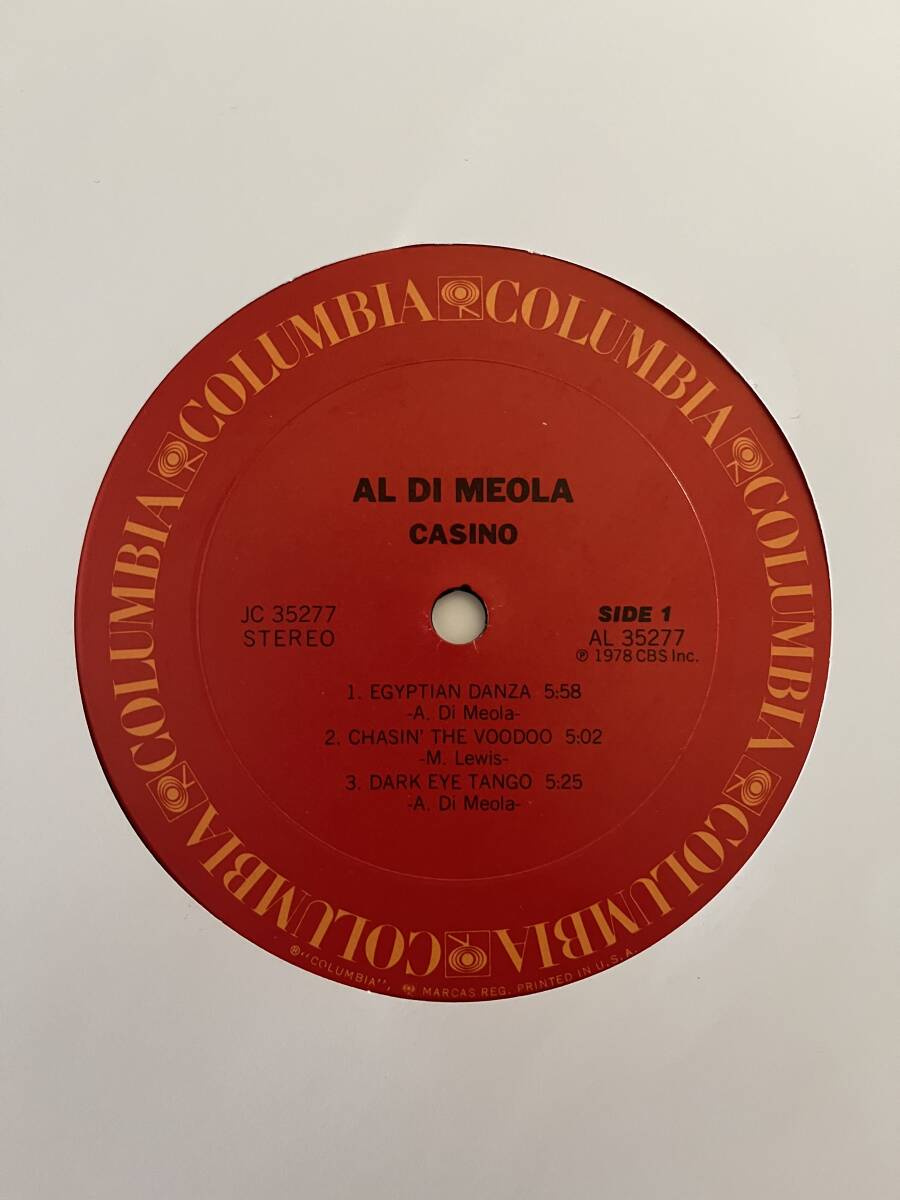 COLUMBIA COLUMBIA COLUMBIA COLUMBIA COLUMBIA COLUMBIA
AL DI MEOLA
CASINO
JC 35277
STEREO
SIDE 1
AL 35277
℗ 1978 CBS Inc.
1. EGYPTIAN DANZA 5:58
-A. Di Meola-
2. CHASIN' THE VOODOO 5:02
-M. Lewis-
3. DARK EYE TANGO 5:25
-A. Di Meola-
®"COLUMBIA", MARCAS REG. PRINTED IN U.S.A.